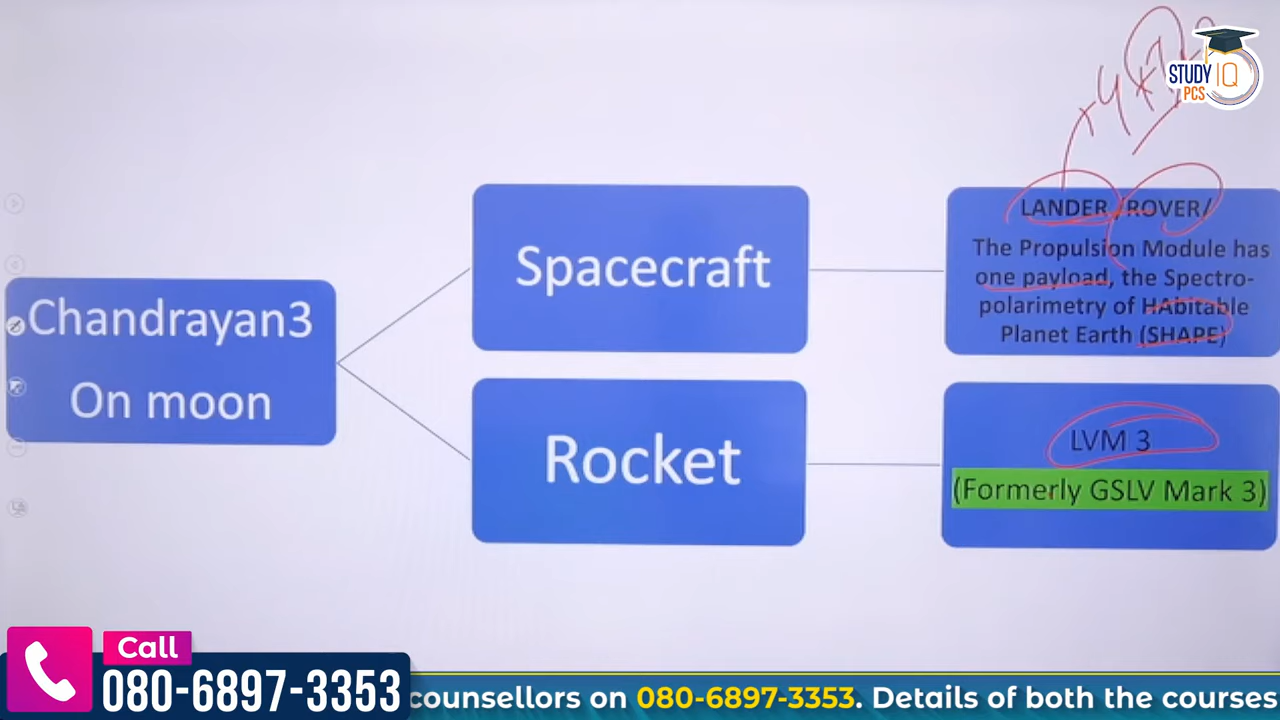 STUDY IQ
PCS
Chandrayan3
On moon
Spacecraft
Rocket
LANDER /ROVER/
The Propulsion Module has
one payload, the Spectro-
polarimetry of HAbitable
Planet Earth (SHAPE)
LVM 3
(Formerly GSLV Mark 3)
Call
080-6897-3353
counsellors on 080-6897-3353. Details of both the courses